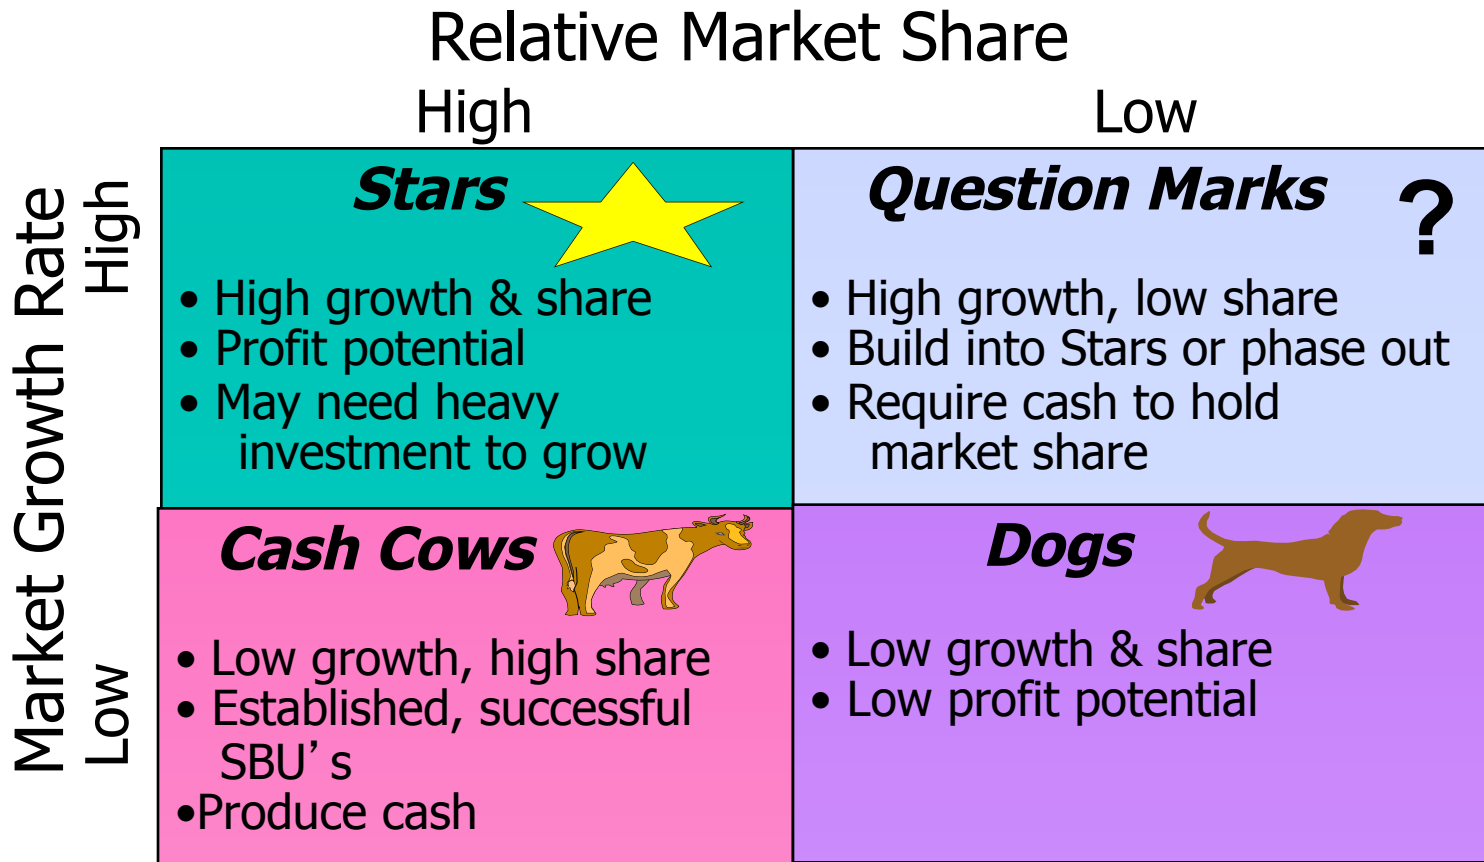 Relative Market Share
High
Low
Market Growth Rate
High
Low
Stars
• High growth & share
• Profit potential
• May need heavy
investment to grow
Question Marks ?
• High growth, low share
• Build into Stars or phase out
• Require cash to hold
market share
Cash Cows
• Low growth, high share
• Established, successful
SBU’s
•Produce cash
Dogs
• Low growth & share
• Low profit potential